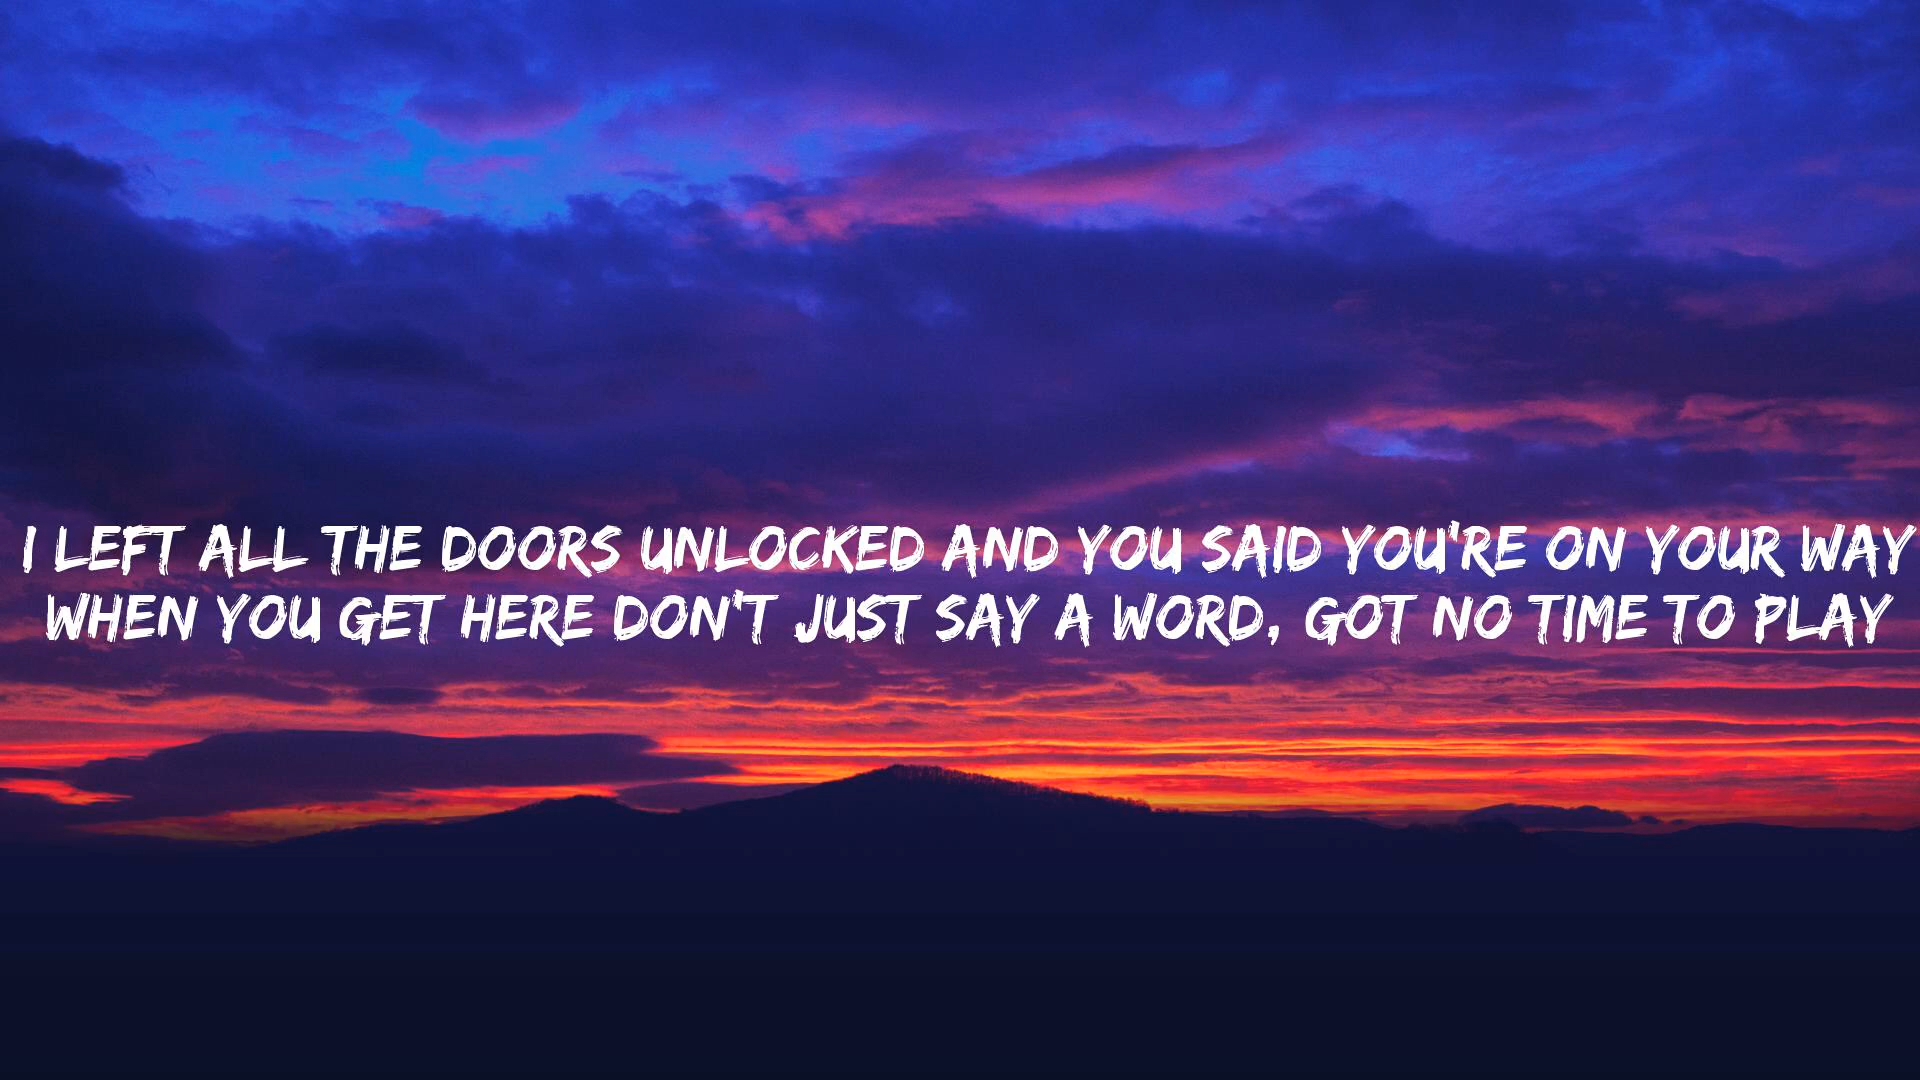 I LEFT ALL THE DOORS UNLOCKED AND YOU SAID YOU'RE ON YOUR WAY
WHEN YOU GET HERE DON'T JUST SAY A WORD, GOT NO TIME TO PLAY